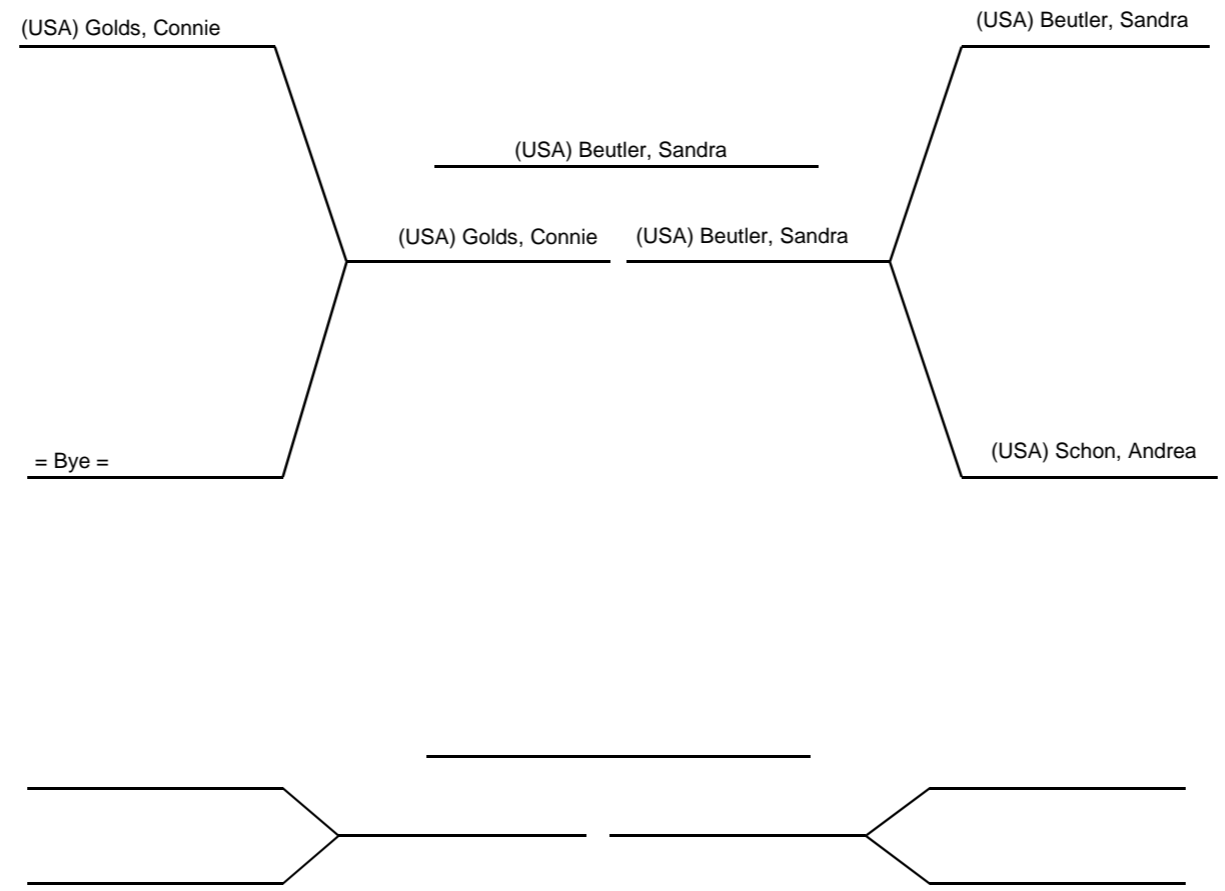 (USA) Golds, Connie
(USA) Beutler, Sandra
(USA) Beutler, Sandra
(USA) Golds, Connie
(USA) Beutler, Sandra
= Bye =
(USA) Schon, Andrea